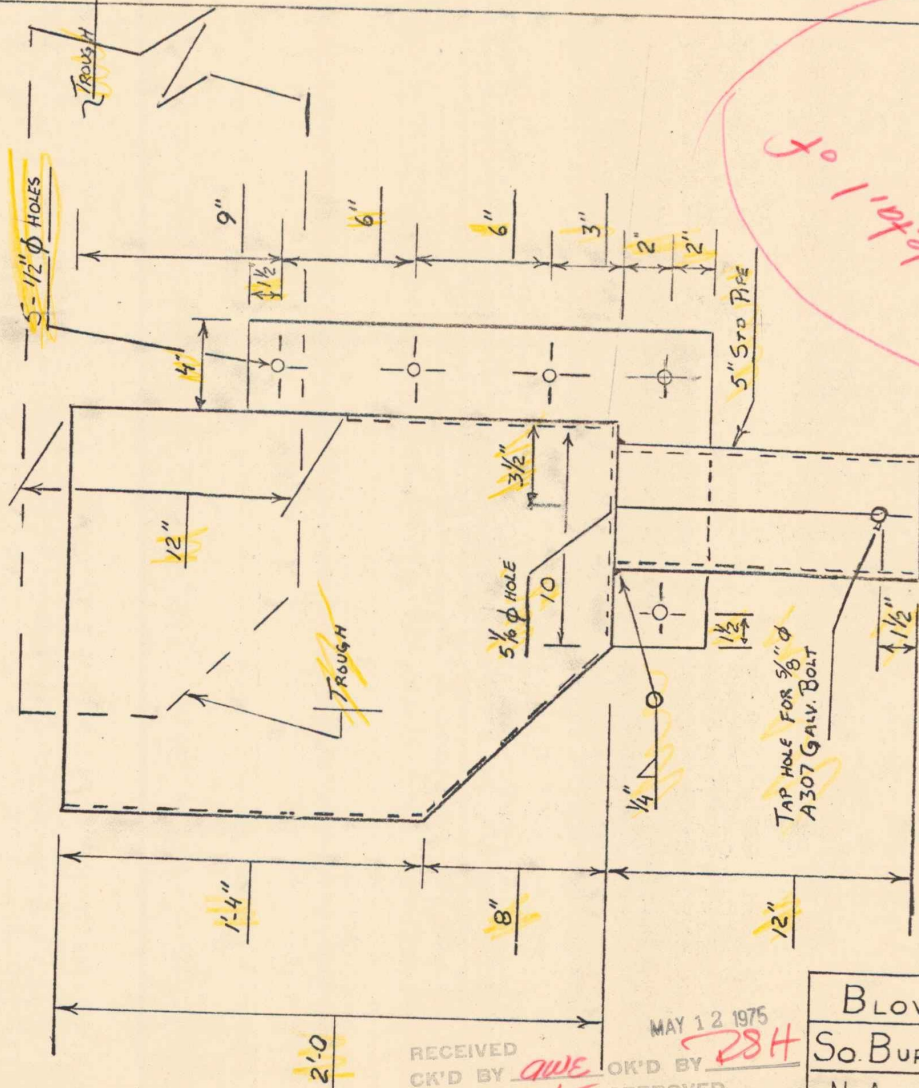 TROUGH
5 - 1/2" φ HOLES
9"
1 1/2"
6"
6"
3"
2"
2"
4"
5" STD PIPE
12"
3 1/2"
5 1/16 φ HOLE
10
TROUGH
1 1/2
1/4"
TAP HOLE FOR 5/8" φ
A307 GALV. BOLT
1 1/2"
1'-4"
8"
12"
2'-0
MAY 12 1975
RECEIVED
CK'D BY OK'D BY
SO. BUR